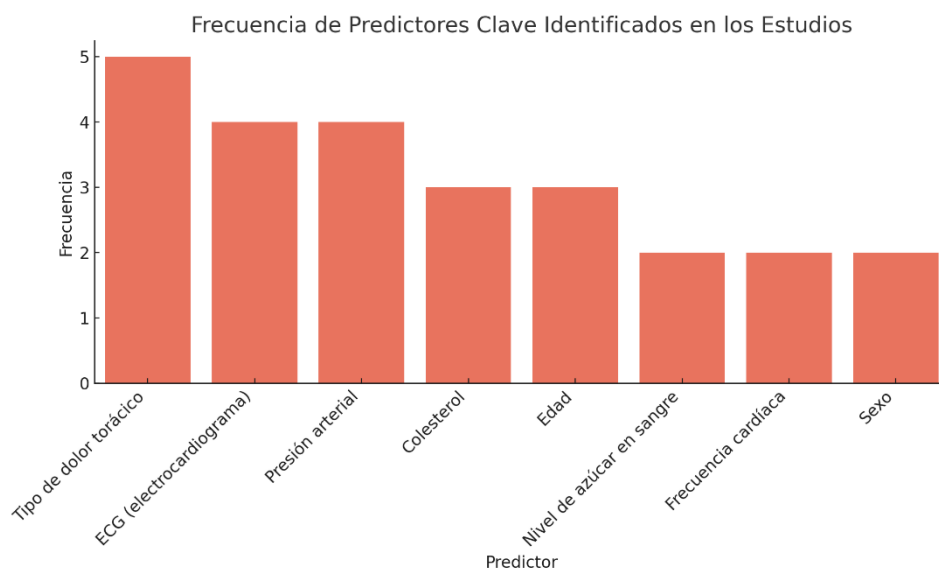 Frecuencia de Predictores Clave Identificados en los Estudios
Frecuencia
5
4
3
2
1
0
Tipo de dolor torácico
ECG (electrocardiograma)
Presión arterial
Colesterol
Edad
Nivel de azúcar en sangre
Frecuencia cardíaca
Sexo
Predictor